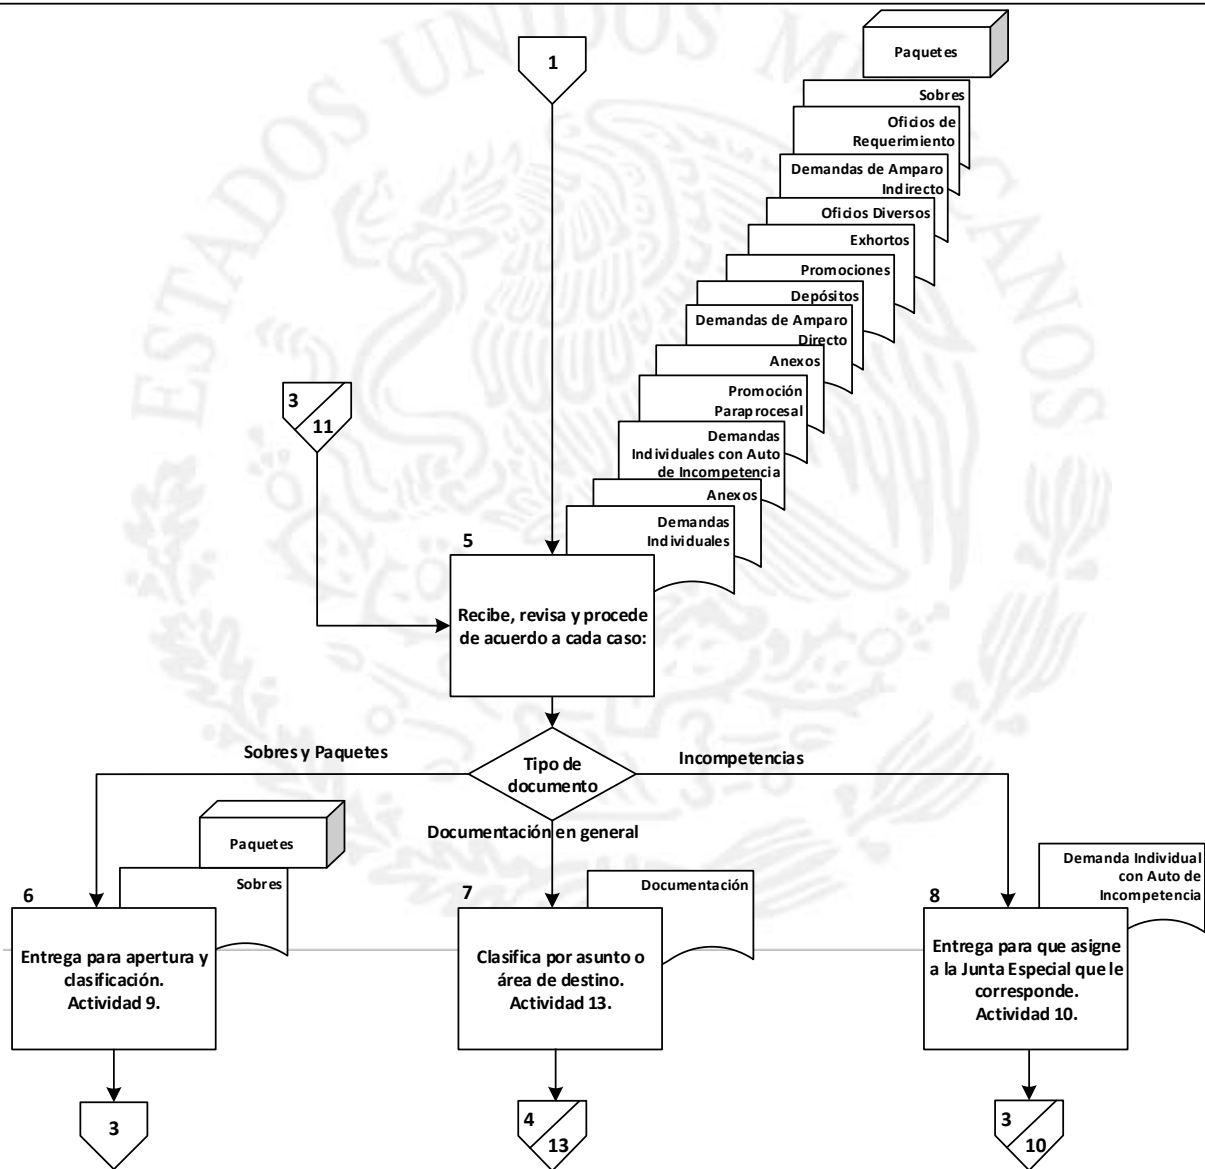 ESTADOS UNIDOS MEXICANOS
1
Paquetes
Sobres
Oficios de
Requerimiento
Demandas de Amparo
Indirecto
Oficios Diversos
Exhortos
Promociones
Depósitos
Demandas de Amparo
Directo
Anexos
Promoción
Paraprocesal
Demandas
Individuales con Auto
de Incompetencia
Anexos
Demandas
Individuales
3
11
5
Recibe, revisa y procede
de acuerdo a cada caso:
Tipo de
documento
Sobres y Paquetes
Incompetencias
Documentación en general
Paquetes
Sobres
6
Entrega para apertura y
clasificación.
Actividad 9.
3
Documentación
7
Clasifica por asunto o
área de destino.
Actividad 13.
4
13
Demanda Individual
con Auto de
Incompetencia
8
Entrega para que asigne
a la Junta Especial que le
corresponde.
Actividad 10.
3
10